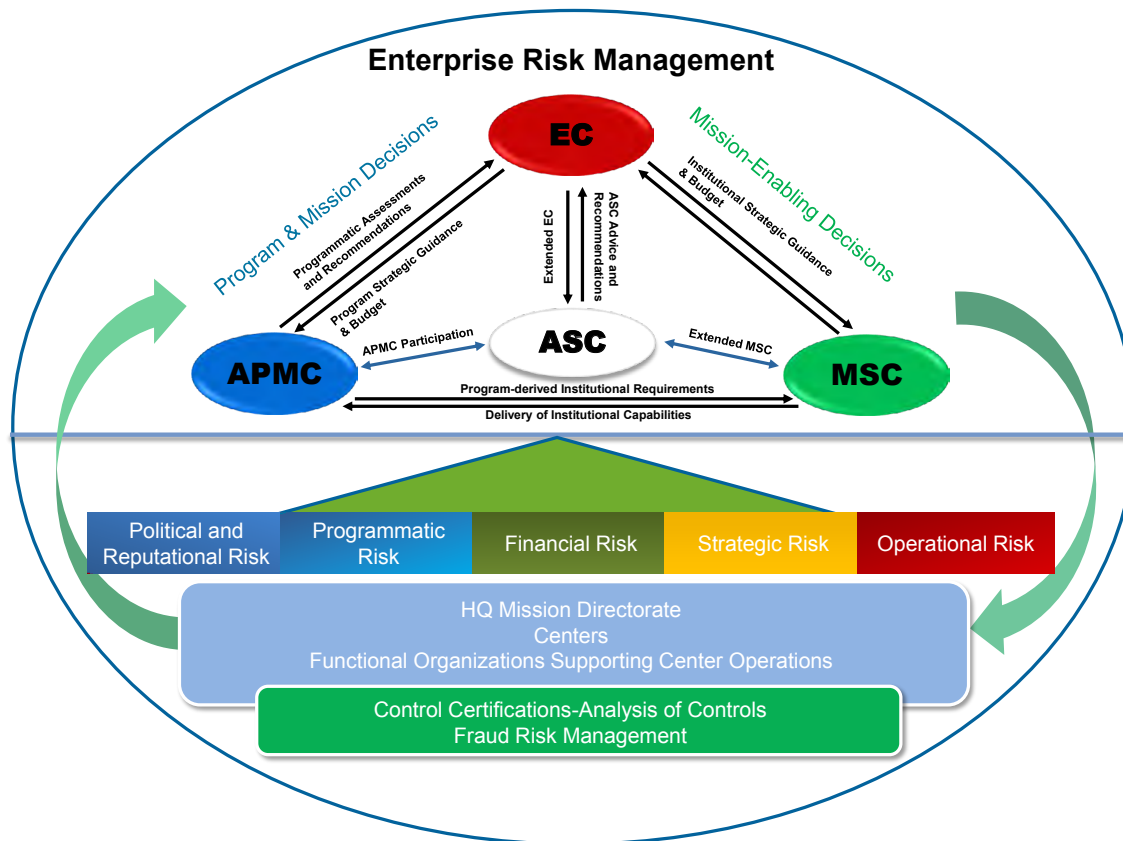 Enterprise Risk Management
EC
Program & Mission Decisions
Mission-Enabling Decisions
Programmatic Assessments
and Recommendations
Program Strategic Guidance
& Budget
Extended EC
ASC Advice and
Recommendations
Institutional Strategic Guidance
& Budget
APMC
APMC Participation
ASC
Extended MSC
MSC
Program-derived Institutional Requirements
Delivery of Institutional Capabilities
Political and
Reputational Risk
Programmatic
Risk
Financial Risk
Strategic Risk
Operational Risk
HQ Mission Directorate
Centers
Functional Organizations Supporting Center Operations
Control Certifications-Analysis of Controls
Fraud Risk Management